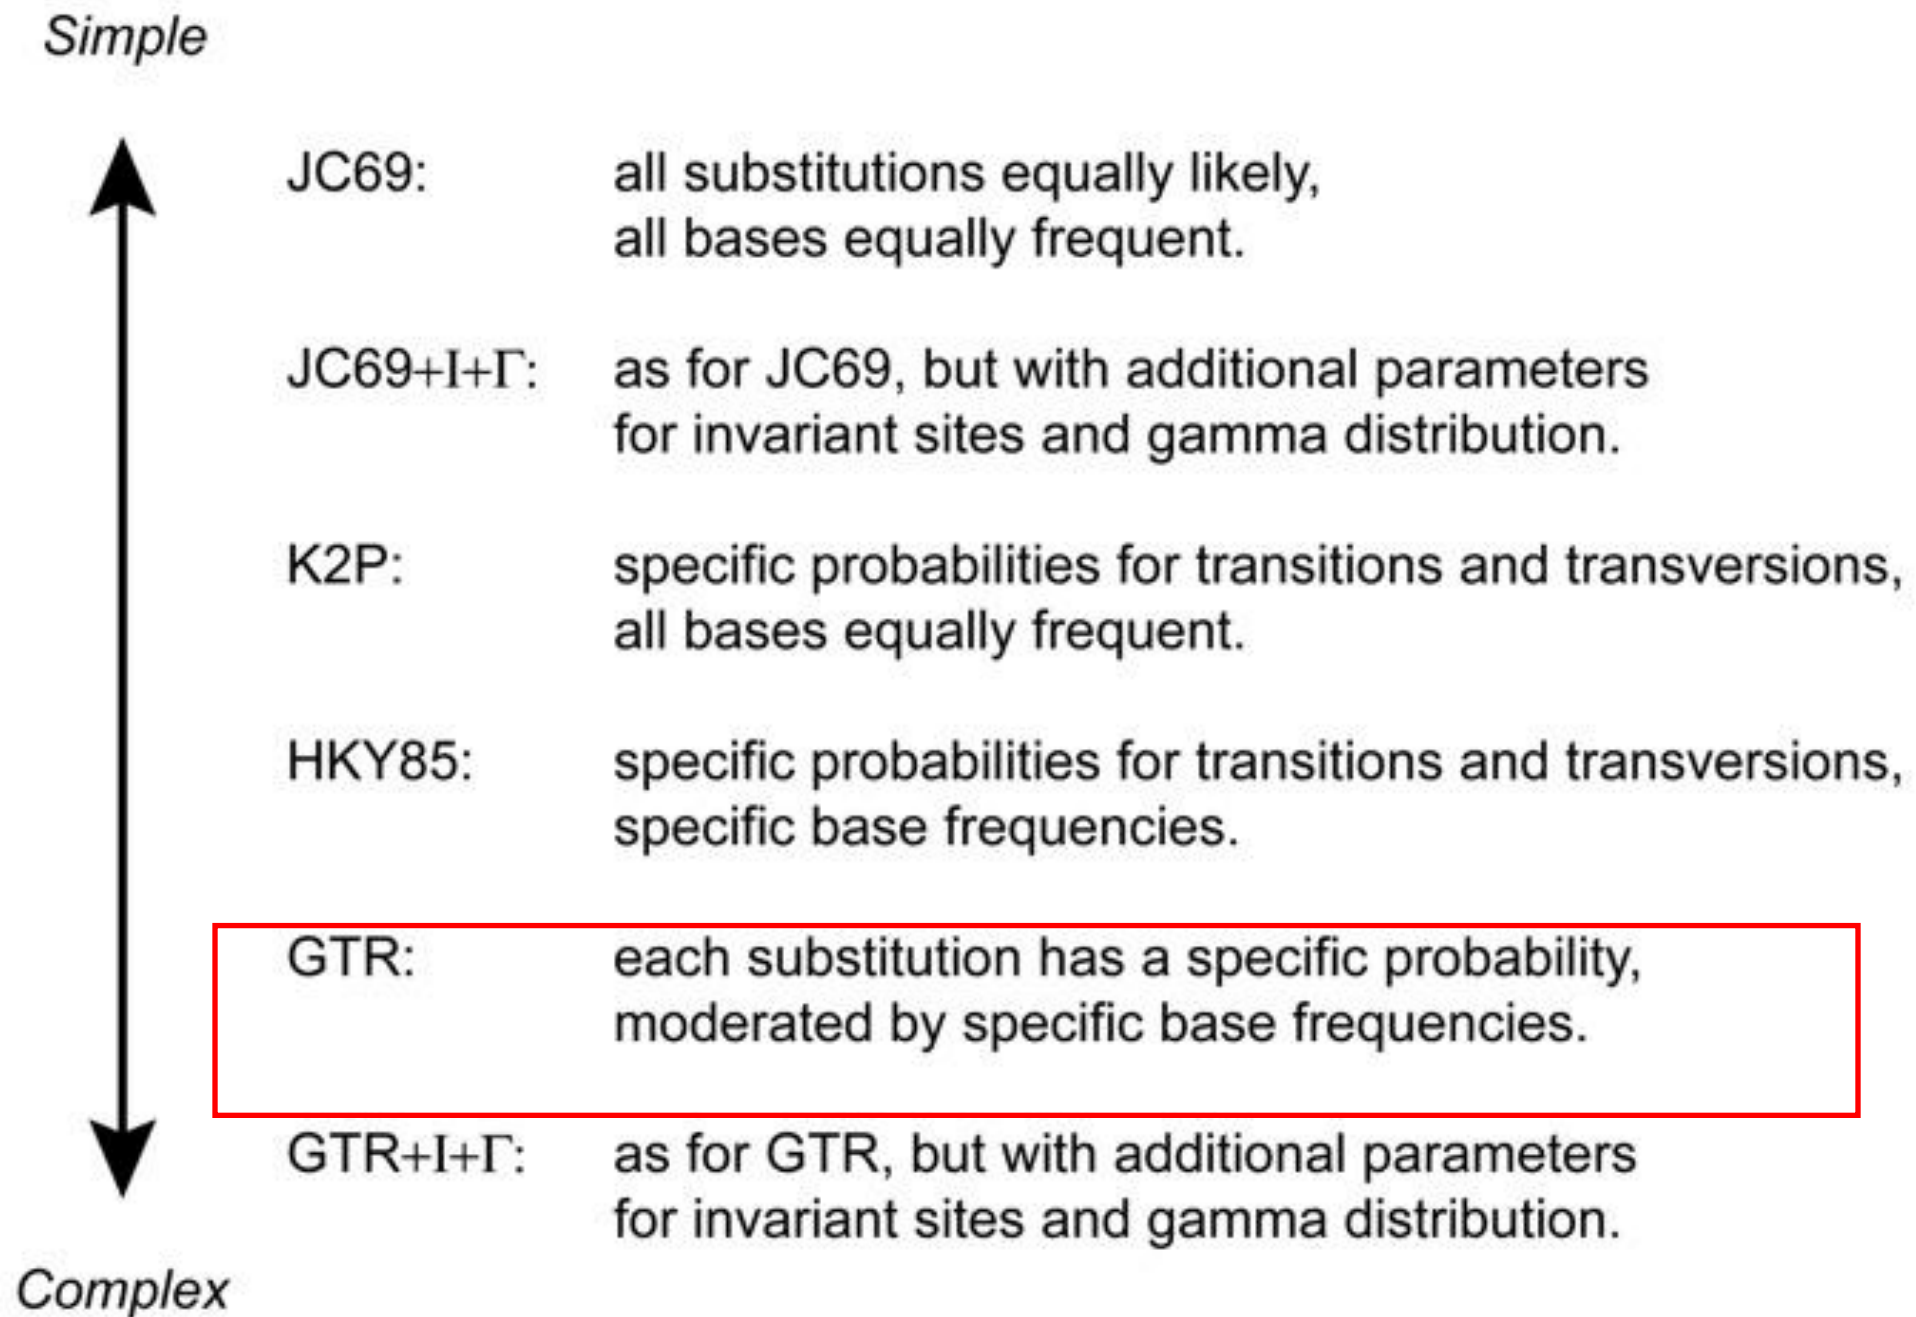 Simple
JC69: all substitutions equally likely,
all bases equally frequent.
JC69+I+Γ: as for JC69, but with additional parameters
for invariant sites and gamma distribution.
K2P: specific probabilities for transitions and transversions,
all bases equally frequent.
HKY85: specific probabilities for transitions and transversions,
specific base frequencies.
GTR: each substitution has a specific probability,
moderated by specific base frequencies.
GTR+I+Γ: as for GTR, but with additional parameters
for invariant sites and gamma distribution.
Complex